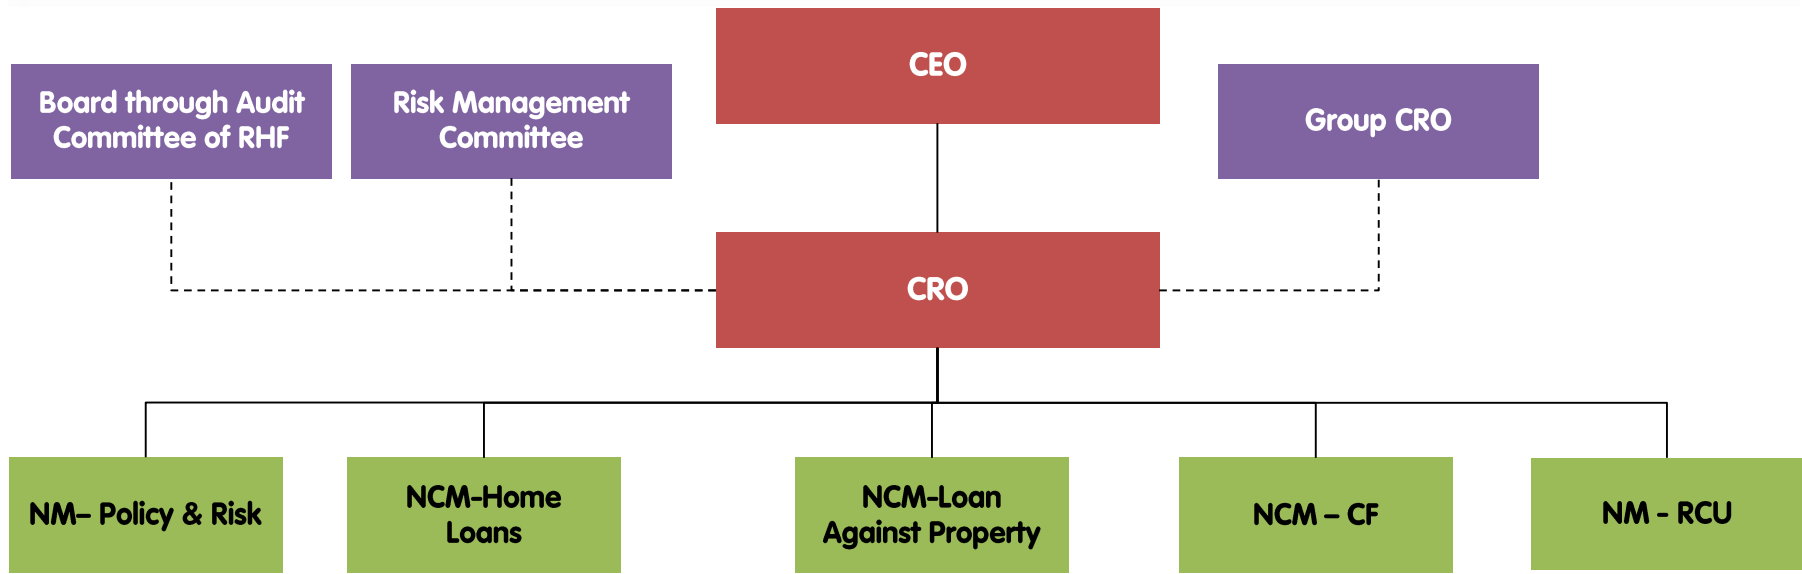 CEO
Board through Audit
Committee of RHF
Risk Management
Committee
Group CRO
CRO
NM– Policy & Risk
NCM-Home
Loans
NCM-Loan
Against Property
NCM – CF
NM - RCU